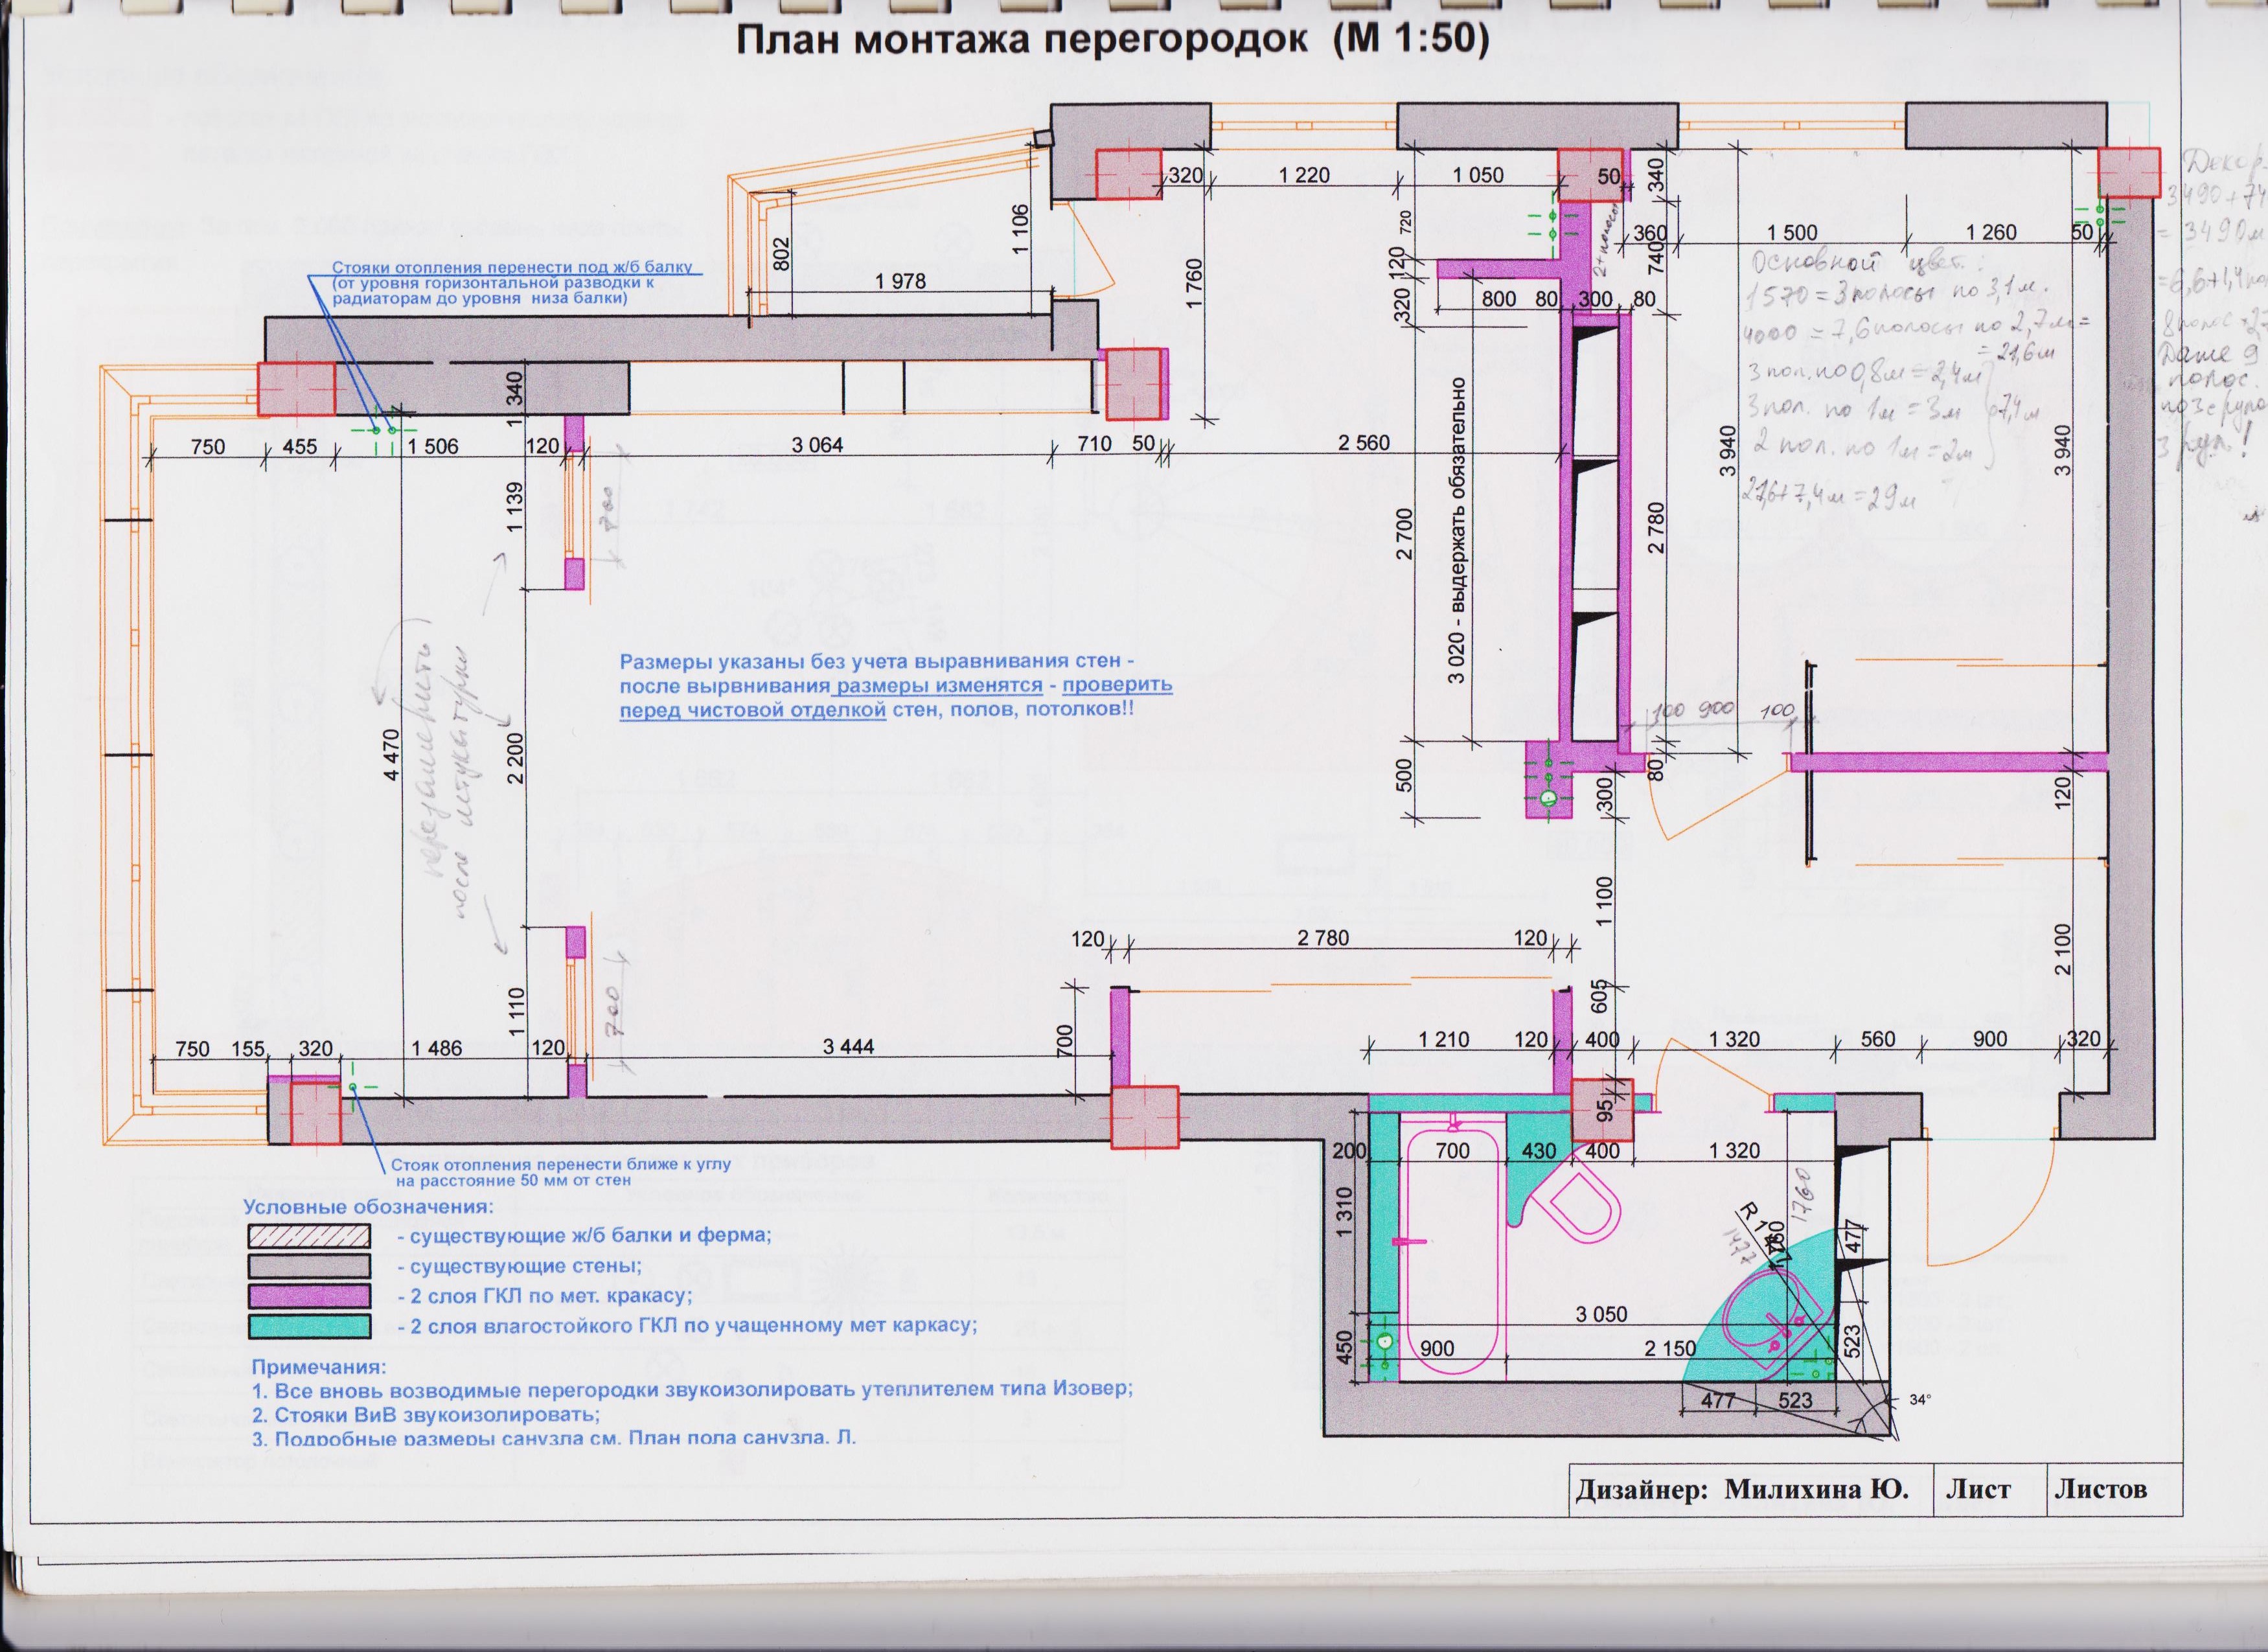 План монтажа перегородок (М 1:50)
320
1 220
1 050
50
340
802
1 978
1 106
1 760
720
120
320
2+полосы
360
740
1 500
1 260
50
Стояки отопления перенести под ж/б балку
(от уровня горизонтальной разводки к
радиаторам до уровня низа балки)
800
80
300
80
Основной цвет:
1570 = 3 полосы по 3,1 м.
4000 = 7,6 полосы по 2,7 м =
= 21,6 м
3 пол. по 0,8 м = 2,4 м
3 пол. по 1 м = 3 м
7,4 м
2 пол. по 1 м = 2 м
21,6+7,4 м = 29 м
Декор
3490+74
= 3490 м
=6,6+1,4
Даже 9
полос.
3 рул!
340
750
455
1 506
120
3 064
710
50
2 560
1 139
700
3 020 - выдержать обязательно
2 700
2 780
3 940
3 940
перезамерить
после штукатурки
4 470
2 200
Размеры указаны без учета выравнивания стен -
после вырвнивания размеры изменятся - проверить
перед чистовой отделкой стен, полов, потолков!!
100
900
100
500
300
80
120
1 100
2 100
120
2 780
120
605
1 110
700
700
750
155
320
1 486
120
3 444
1 210
120
400
1 320
560
900
320
95
200
700
430
400
1 320
1 310
450
1760
1 760
R 1 477
1477
477
523
3 050
900
2 150
477
523
34°
Стояк отопления перенести ближе к углу
на расстояние 50 мм от стен
Условные обозначения:
- существующие ж/б балки и ферма;
- существующие стены;
- 2 слоя ГКЛ по мет. кракасу;
- 2 слоя влагостойкого ГКЛ по учащенному мет каркасу;
Примечания:
1. Все вновь возводимые перегородки звукоизолировать утеплителем типа Изовер;
2. Стояки ВиВ звукоизолировать;
3. Подробные размеры санузла см. План пола санузла. Л.
Дизайнер: Милихина Ю.
Лист
Листов